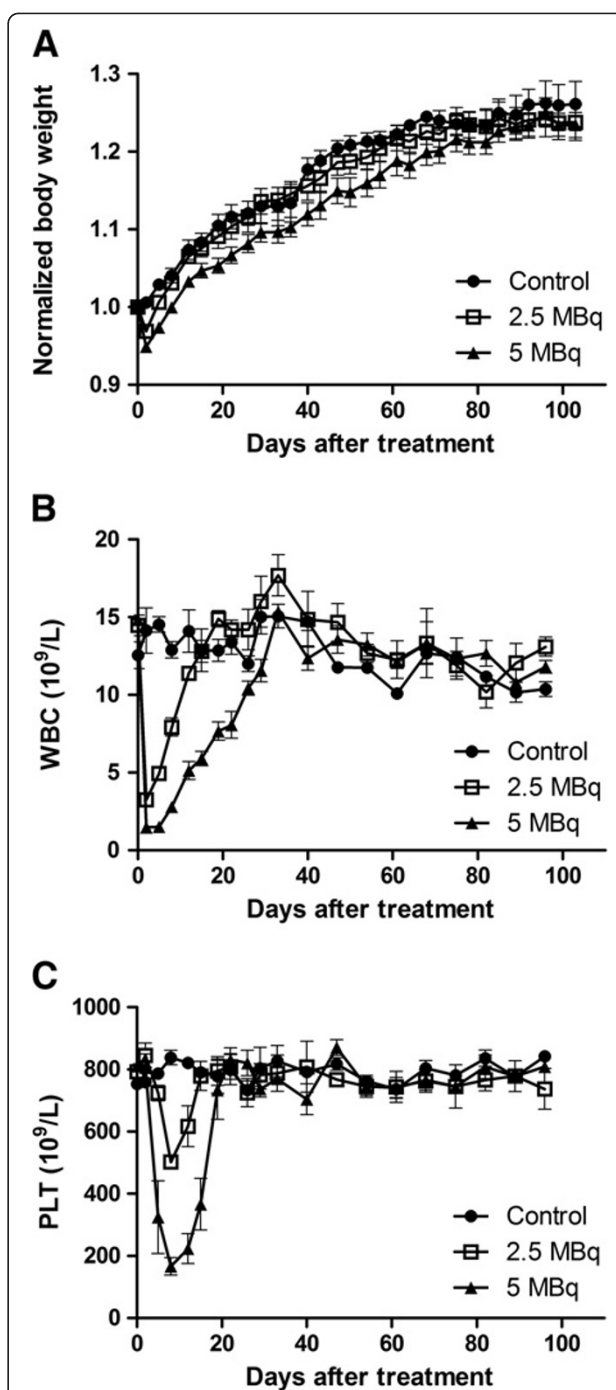 A
Normalized body weight
1.3
1.2
1.1
1.0
0.9
0 20 40 60 80 100
Days after treatment
Control
2.5 MBq
5 MBq
B
WBC (10⁹/L)
20
15
10
5
0
0 20 40 60 80 100
Days after treatment
Control
2.5 MBq
5 MBq
C
PLT (10⁹/L)
1000
800
600
400
200
0
0 20 40 60 80 100
Days after treatment
Control
2.5 MBq
5 MBq